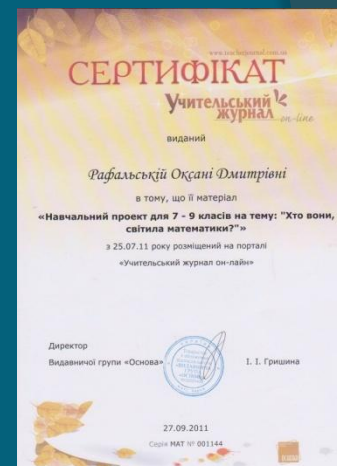 www.teacherjournal.com.ua
СЕРТИФІКАТ
Учительський
журнал on-line
виданий
Рафальській Оксані Дмитрівні
в тому, що її матеріал
«Навчальний проект для 7 - 9 класів на тему: "Хто вони,
світила математики?"»
з 25.07.11 року розміщений на порталі
«Учительський журнал он-лайн»
Директор
Видавничої групи «Основа»
І. І. Гришина
27.09.2011
Серія МАТ № 001144